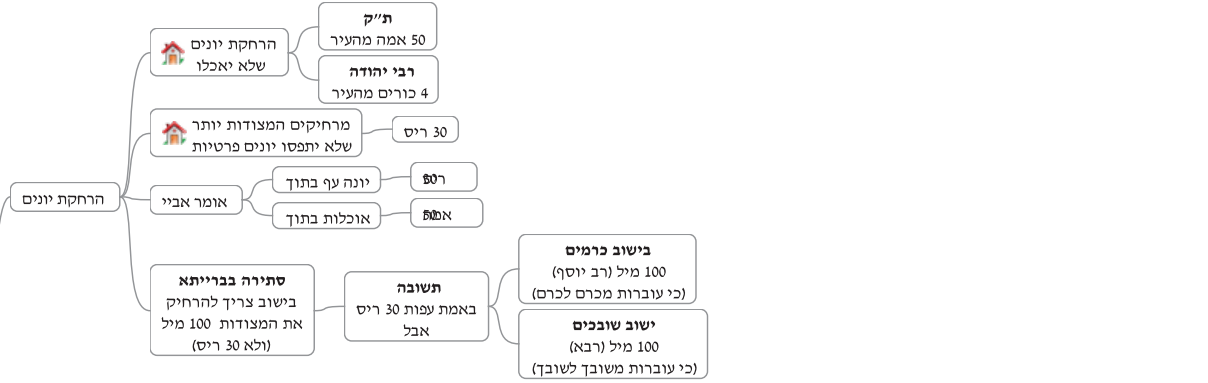 הרחקת יונים
הרחקת יונים
שלא יאכלו
ת״ק
50 אמה מהעיר
רבי יהודה
4 כורים מהעיר
מרחיקים המצודות יותר
שלא יתפסו יונים פרטיות
30 ריס
אומר אביי
יונה עף בתוך
ריס
אוכלות בתוך
50 אמה
סתירה בברייתא
בישוב צריך להרחיק
את המצודות 100 מיל
(ולא 30 ריס)
תשובה
באמת עפות 30 ריס
אבל
בישוב כרמים
100 מיל (רב יוסף)
(כי עוברות מכרם לכרם)
ישוב שובכים
100 מיל (רבא)
(כי עוברות משובך לשובך)